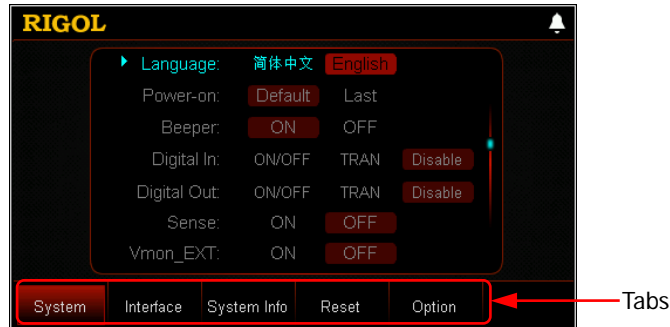 RIGOL
Language: 简体中文 English
Power-on: Default Last
Beeper: ON OFF
Digital In: ON/OFF TRAN Disable
Digital Out: ON/OFF TRAN Disable
Sense: ON OFF
Vmon_EXT: ON OFF
System Interface System Info Reset Option
Tabs